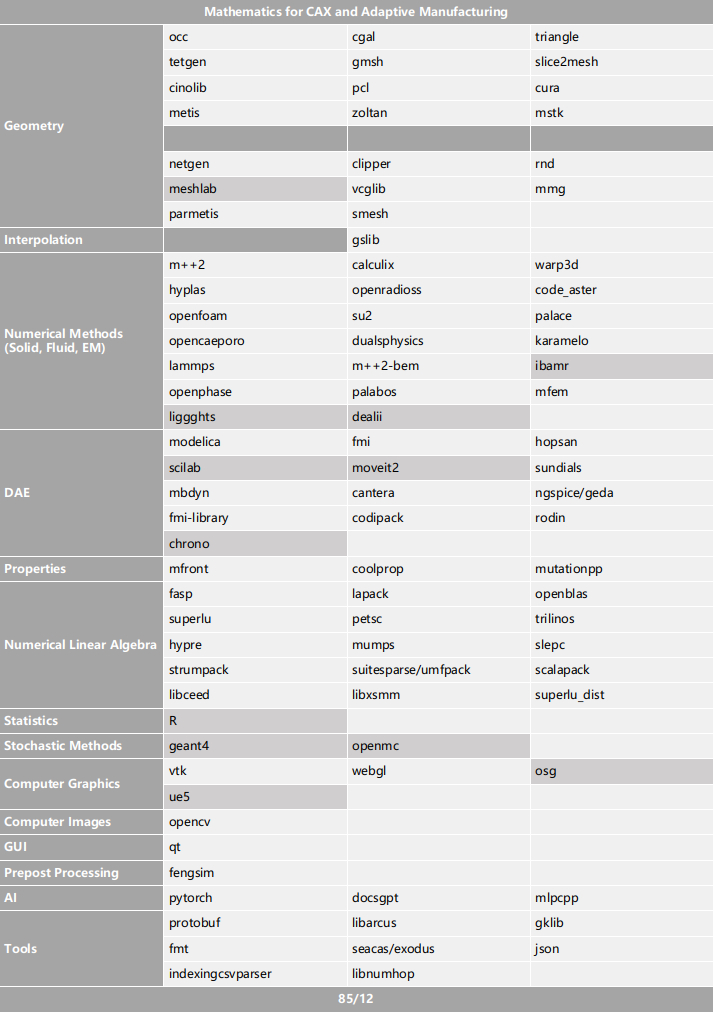 Mathematics for CAX and Adaptive Manufacturing
Geometry
occ cgal triangle
tetgen gmsh slice2mesh
cinolib pcl cura
metis zoltan mstk
netgen clipper rnd
meshlab vcglib mmg
parmetis smesh
Interpolation gslib
Numerical Methods
(Solid, Fluid, EM)
m++2 calculix warp3d
hyplas openradioss code_aster
openfoam su2 palace
opencaeporo dualsphysics karamelo
lammps m++2-bem ibamr
openphase palabos mfem
liggghts dealii
DAE
modelica fmi hopsan
scilab moveit2 sundials
mbdyn cantera ngspice/geda
fmi-library codipack rodin
chrono
Properties mfront coolprop mutationpp
Numerical Linear Algebra
fasp lapack openblas
superlu petsc trilinos
hypre mumps slepc
strumpack suitesparse/umfpack scalapack
libceed libxsmm superlu_dist
Statistics R
Stochastic Methods geant4 openmc
Computer Graphics
vtk webgl osg
ue5
Computer Images opencv
GUI qt
Prepost Processing fengsim
AI pytorch docsgpt mlpcpp
Tools
protobuf libarcus gklib
fmt seacas/exodus json
indexingcsvparser libnumhop
85/12